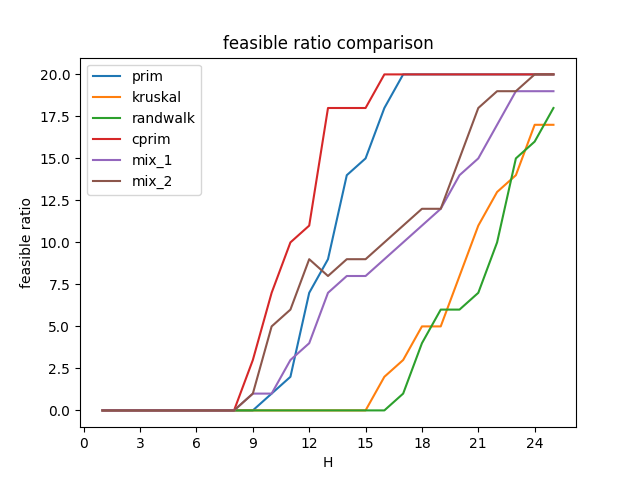 feasible ratio comparison
prim
kruskal
randwalk
cprim
mix_1
mix_2
feasible ratio
20.0
17.5
15.0
12.5
10.0
7.5
5.0
2.5
0.0
0 3 6 9 12 15 18 21 24
H